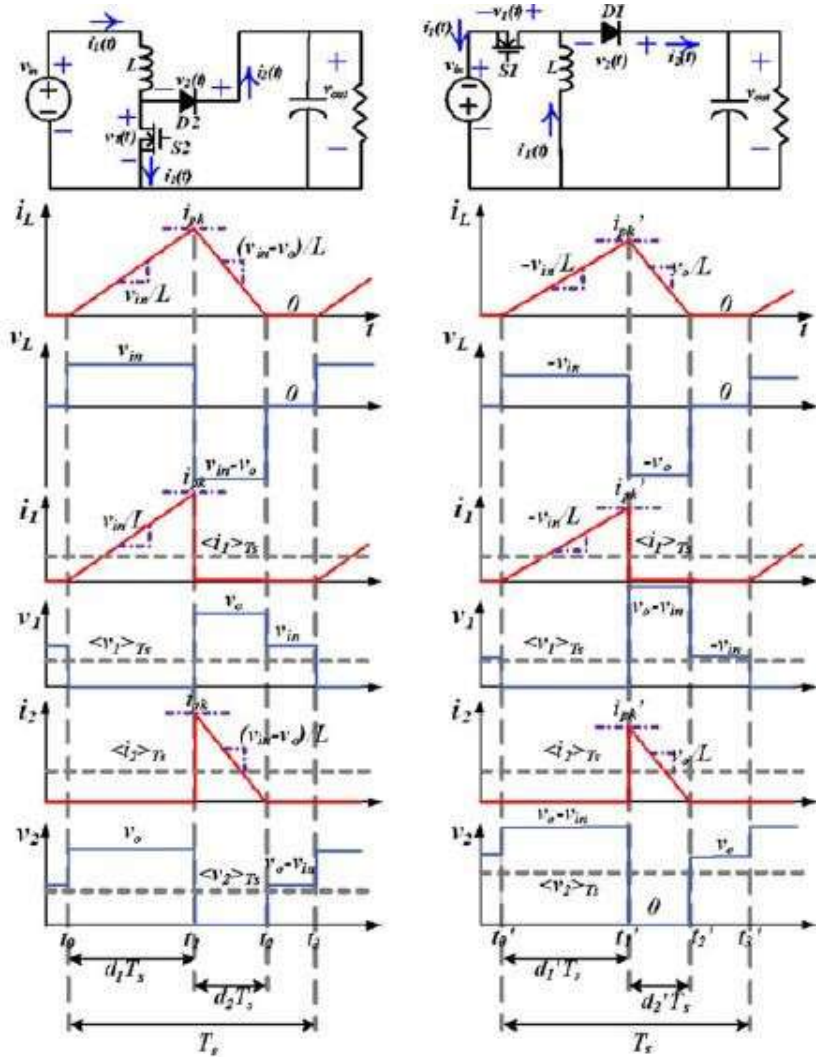 i1(t)
vin
+
−
L
v2(t)
− +
D2
i2(t)
v1(t)
S2
i1(t)
+
vout
−
iL
ipk
(vin-vo)/L
vin/L
0
t
vL
vin
0
vin-vo
i1
ipk
vin/L
<i1>Ts
v1
vo
vin
<v1>Ts
i2
ipk
(vin-vo)/L
<i2>Ts
v2
vo
<v2>Ts
vo-vin
t0 t1 t2 t3
d1Ts
d2Ts
Ts
−v1(t)+
i1(t)
S1
D1
vin
+
−
L
− v2(t) +
i2(t)
i1(t)
+
vout
−
iL
ipk'
-vin/L
vo/L
0
t
vL
-vin
0
-vo
i1
ipk'
-vin/L
<i1>Ts
v1
vo-vin
<v1>Ts
-vin
i2
ipk'
<i2>Ts
vo/L
v2
vo-vin
vo
<v2>Ts
0
t0' t1' t2' t3'
d1'Ts
d2'Ts
Ts